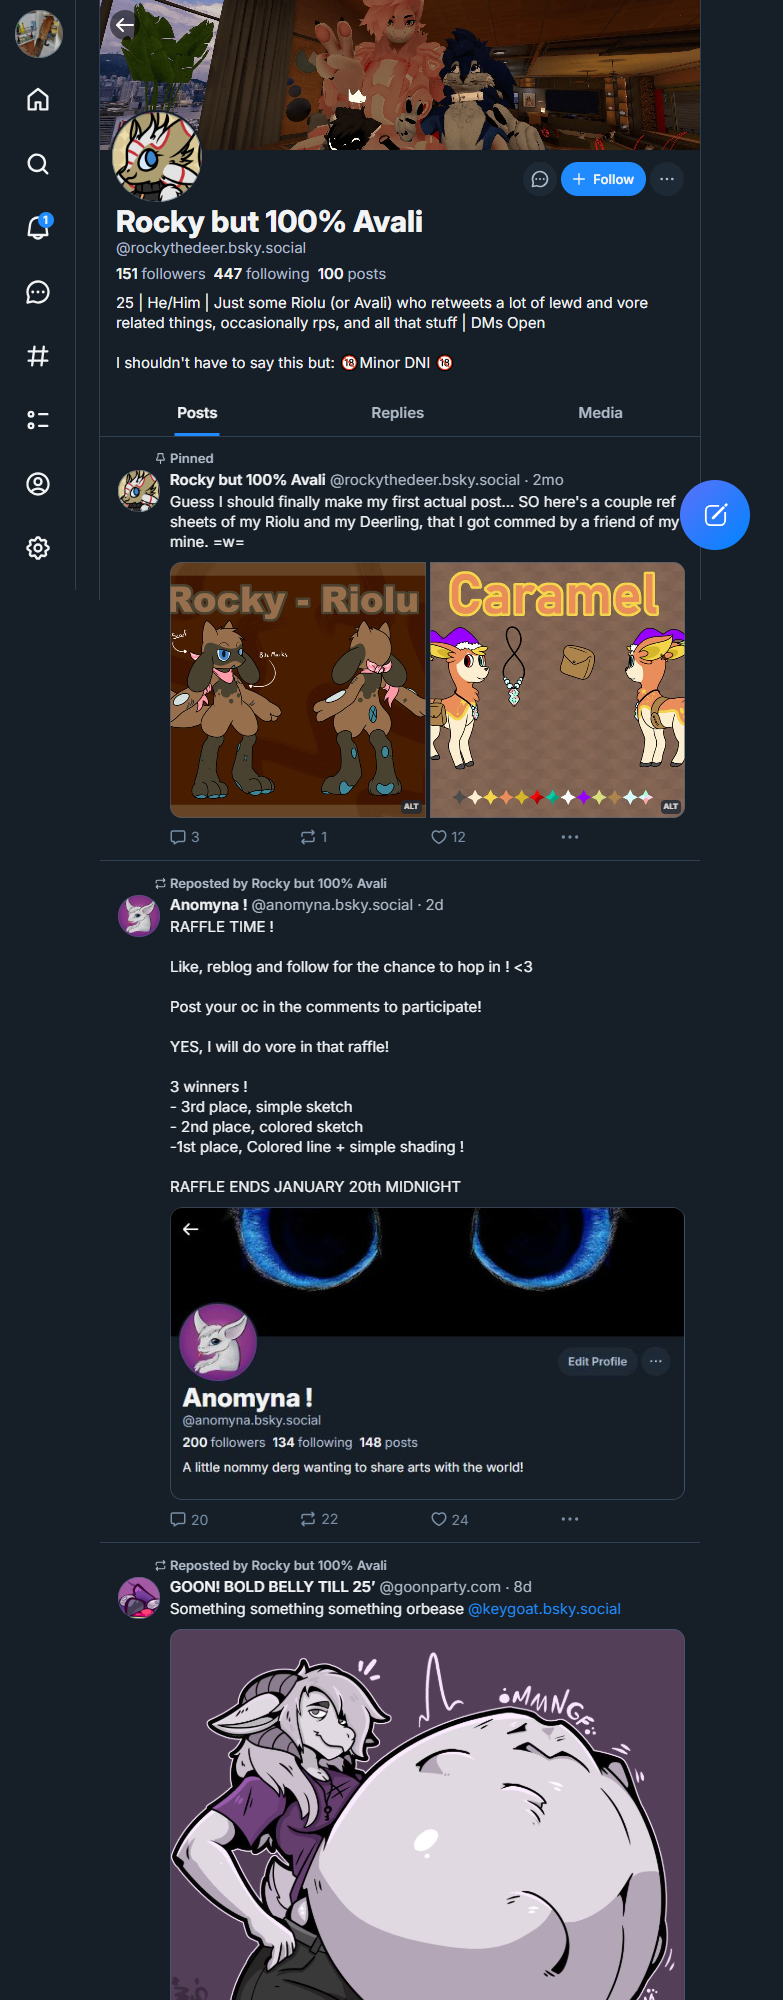 1
Follow
Rocky but 100% Avali
@rockythedeer.bsky.social
151 followers 447 following 100 posts
25 | He/Him | Just some Riolu (or Avali) who retweets a lot of lewd and vore
related things, occasionally rps, and all that stuff | DMs Open
I shouldn't have to say this but: 🔞Minor DNI 🔞
Posts Replies Media
Pinned
Rocky but 100% Avali @rockythedeer.bsky.social · 2mo
Guess I should finally make my first actual post... SO here's a couple ref
sheets of my Riolu and my Deerling, that I got commed by a friend of my
mine. =w=
Rocky - Riolu
Scarf
Bite Marks
ALT
Caramel
ALT
3 1 12
Reposted by Rocky but 100% Avali
Anomyna ! @anomyna.bsky.social · 2d
RAFFLE TIME !
Like, reblog and follow for the chance to hop in ! <3
Post your oc in the comments to participate!
YES, I will do vore in that raffle!
3 winners !
- 3rd place, simple sketch
- 2nd place, colored sketch
-1st place, Colored line + simple shading !
RAFFLE ENDS JANUARY 20th MIDNIGHT
Edit Profile
Anomyna !
@anomyna.bsky.social
200 followers 134 following 148 posts
A little nommy derg wanting to share arts with the world!
20 22 24
Reposted by Rocky but 100% Avali
GOON! BOLD BELLY TILL 25' @goonparty.com · 8d
Something something something orbease @keygoat.bsky.social
MMNGF